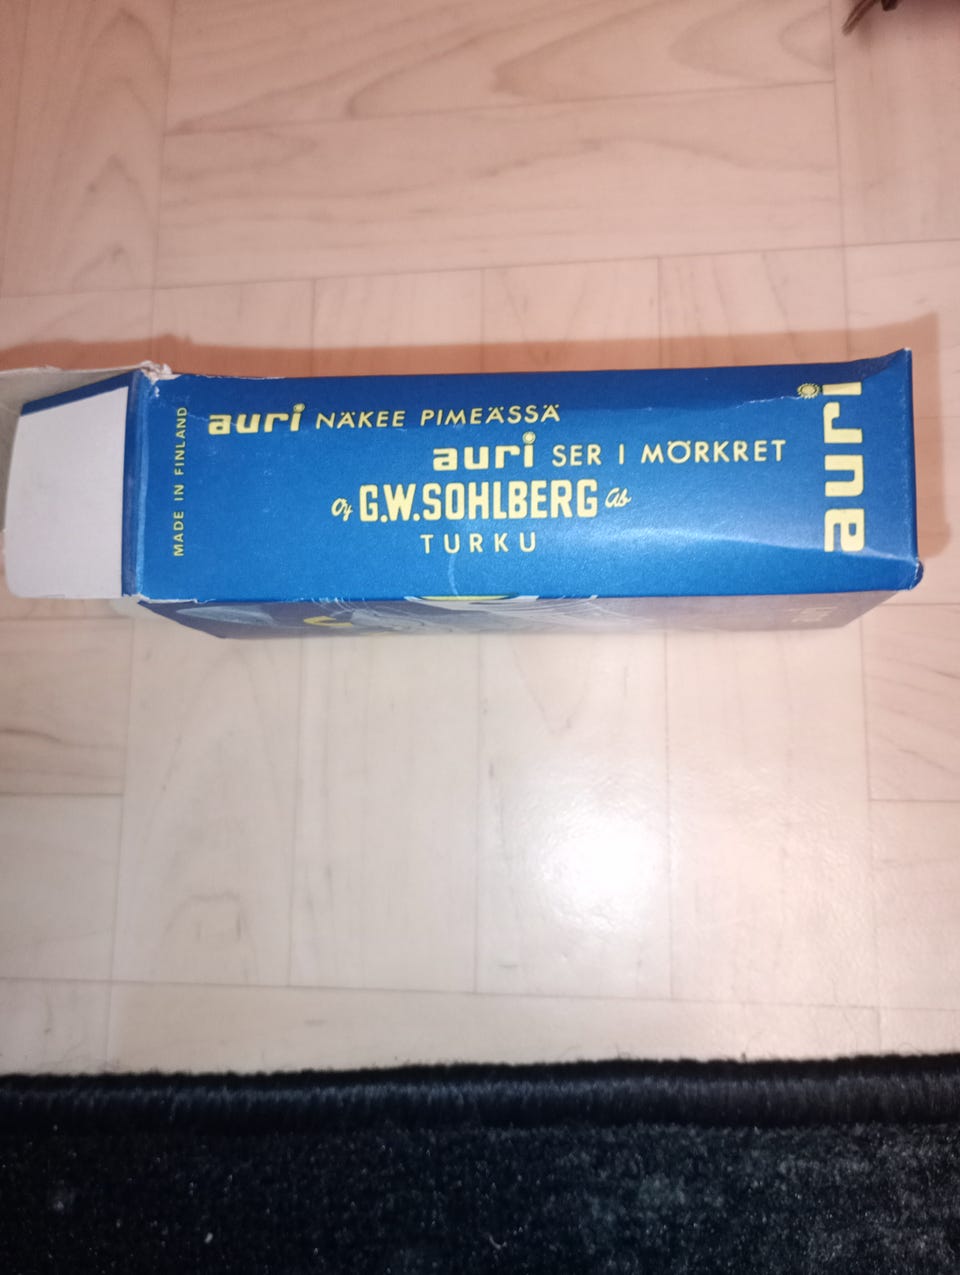 MADE IN FINLAND
auri NÄKEE PIMEÄSSÄ
auri SER I MÖRKRET
Oy G.W.SOHLBERG Ab
TURKU
auri